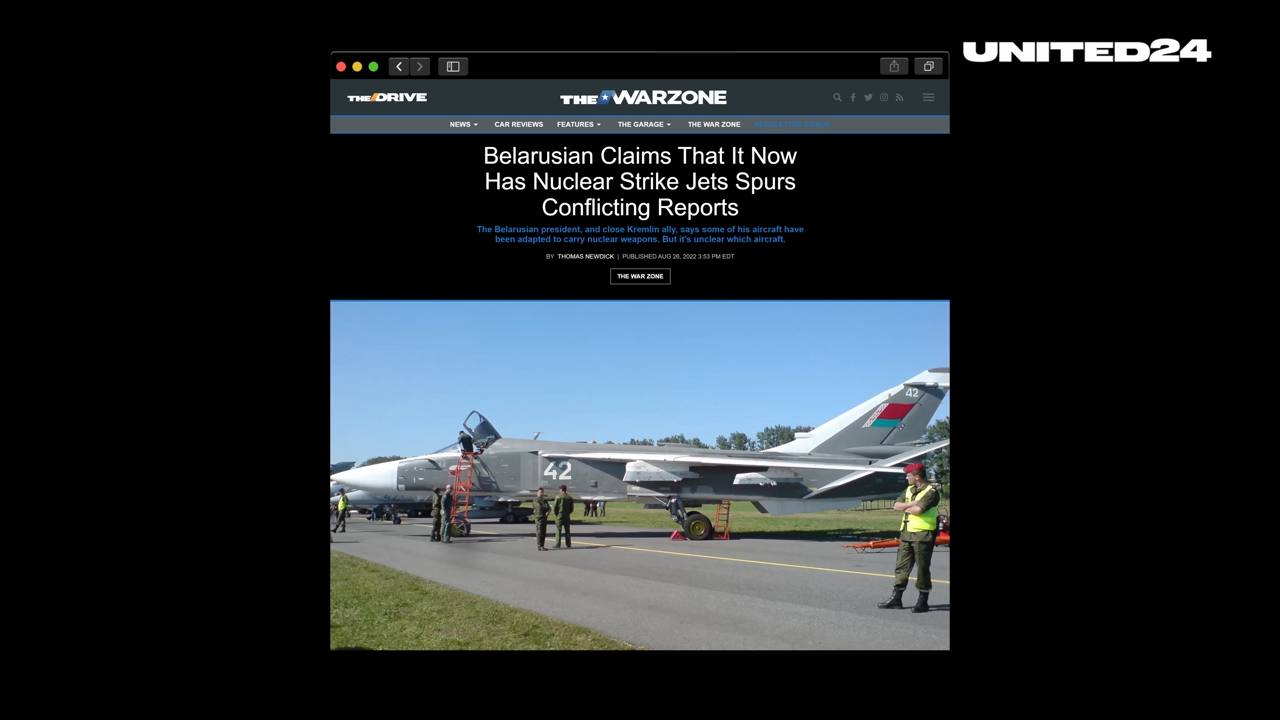 UNITED24
THE DRIVE
THE WARZONE
NEWS
CAR REVIEWS
FEATURES
THE GARAGE
THE WAR ZONE
Belarusian Claims That It Now
Has Nuclear Strike Jets Spurs
Conflicting Reports
The Belarusian president, and close Kremlin ally, says some of his aircraft have
been adapted to carry nuclear weapons. But it's unclear which aircraft.
BY THOMAS NEWDICK | PUBLISHED AUG 26, 2022 3:53 PM EDT
THE WAR ZONE
42
42